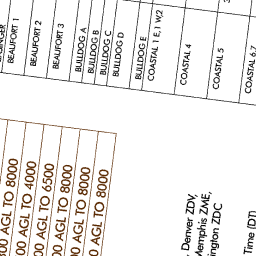 BEAUFORT 1
BEAUFORT 2
BEAUFORT 3
BULLDOG A
BULLDOG B
BULLDOG C
BULLDOG D
BULLDOG E
COASTAL 1 E, 1 W,2
COASTAL 4
COASTAL 5
COASTAL 6,7
00 AGL TO 8000
00 AGL TO 4000
00 AGL TO 6500
00 AGL TO 8000
00 AGL TO 8000
00 AGL TO 8000
Denver ZDV,
Memphis ZME,
ington ZDC
Time (DT)